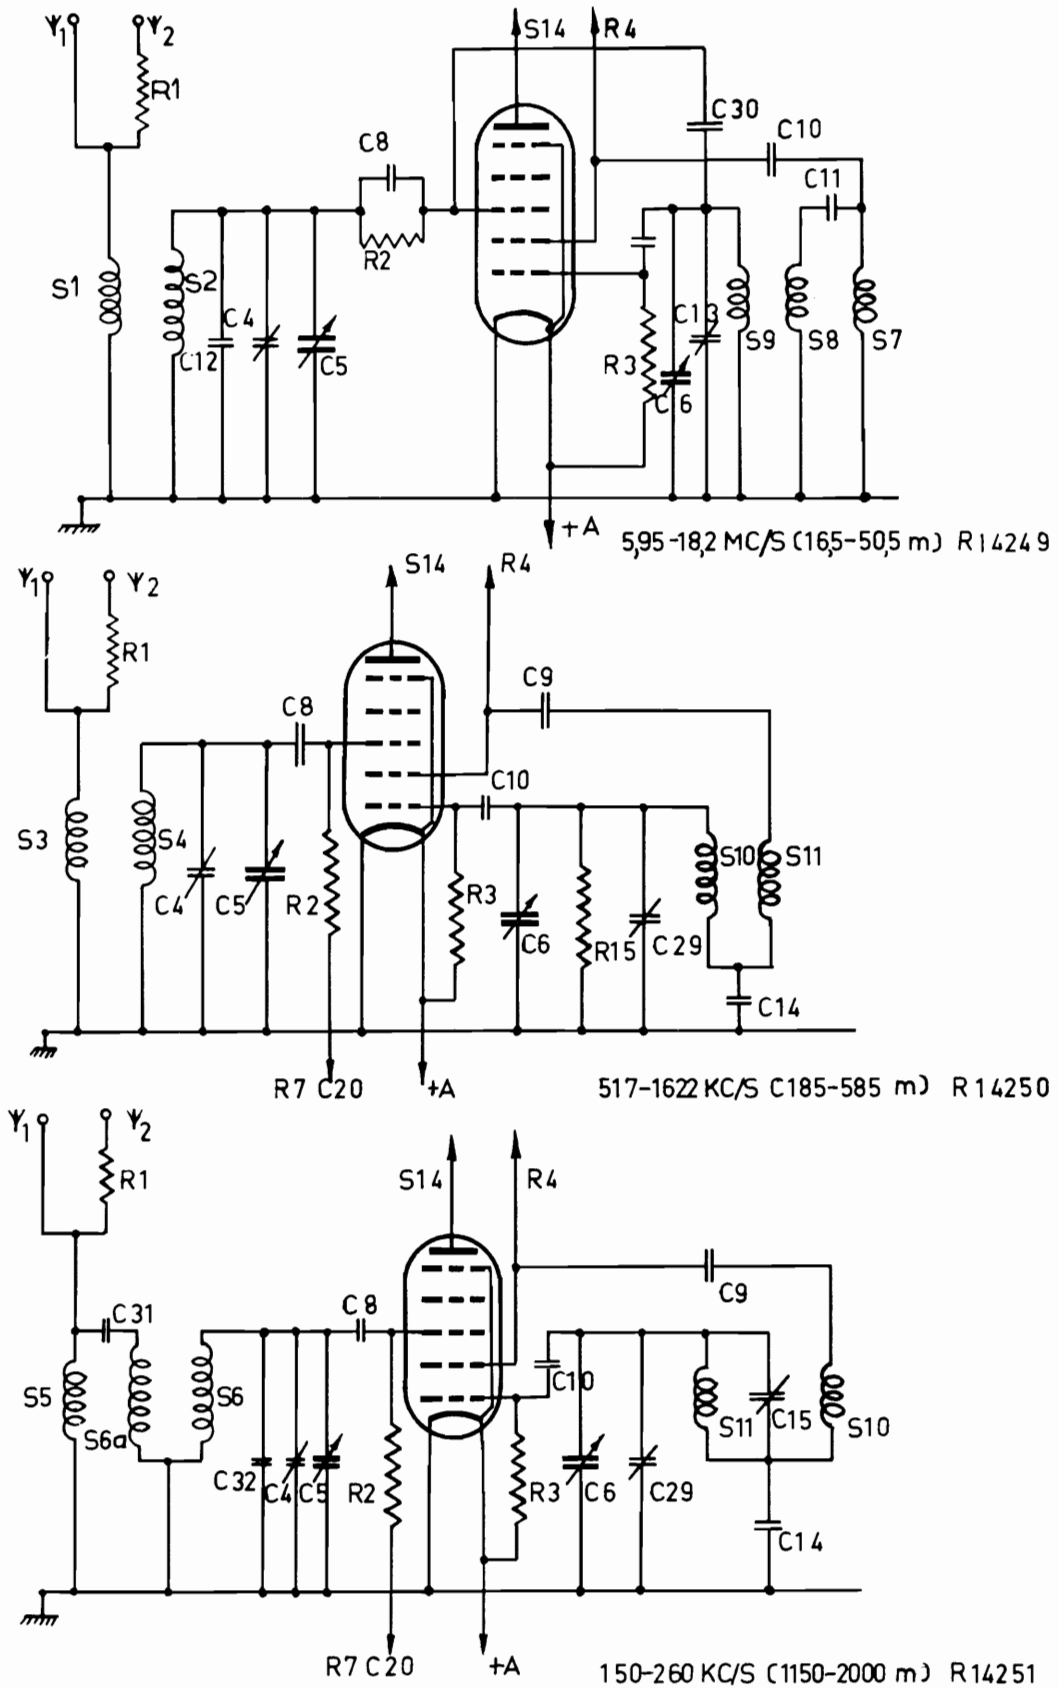 Ψ1 Ψ2
R1
S14 R4
C30
C10
C8
C11
R2
S1 S2
C4
C13
C12 C5
R3
C6
S9 S8 S7
+A
5,95-18,2 MC/S (16,5-50,5 m) R14249
Ψ1 Ψ2
S14 R4
R1
C9
C8
C10
S3 S4
S10 S11
C4 C5 R2
R3
C6 R15 C29
C14
R7 C20 +A
517-1622 KC/S (185-585 m) R14250
Ψ1 Ψ2
R1
S14 R4
C9
C31
C8
C10
S5 S6
S6a
S11 C15 S10
C32 C4 C5 R2
R3 C6 C29
C14
R7 C20 +A
150-260 KC/S (1150-2000 m) R14251